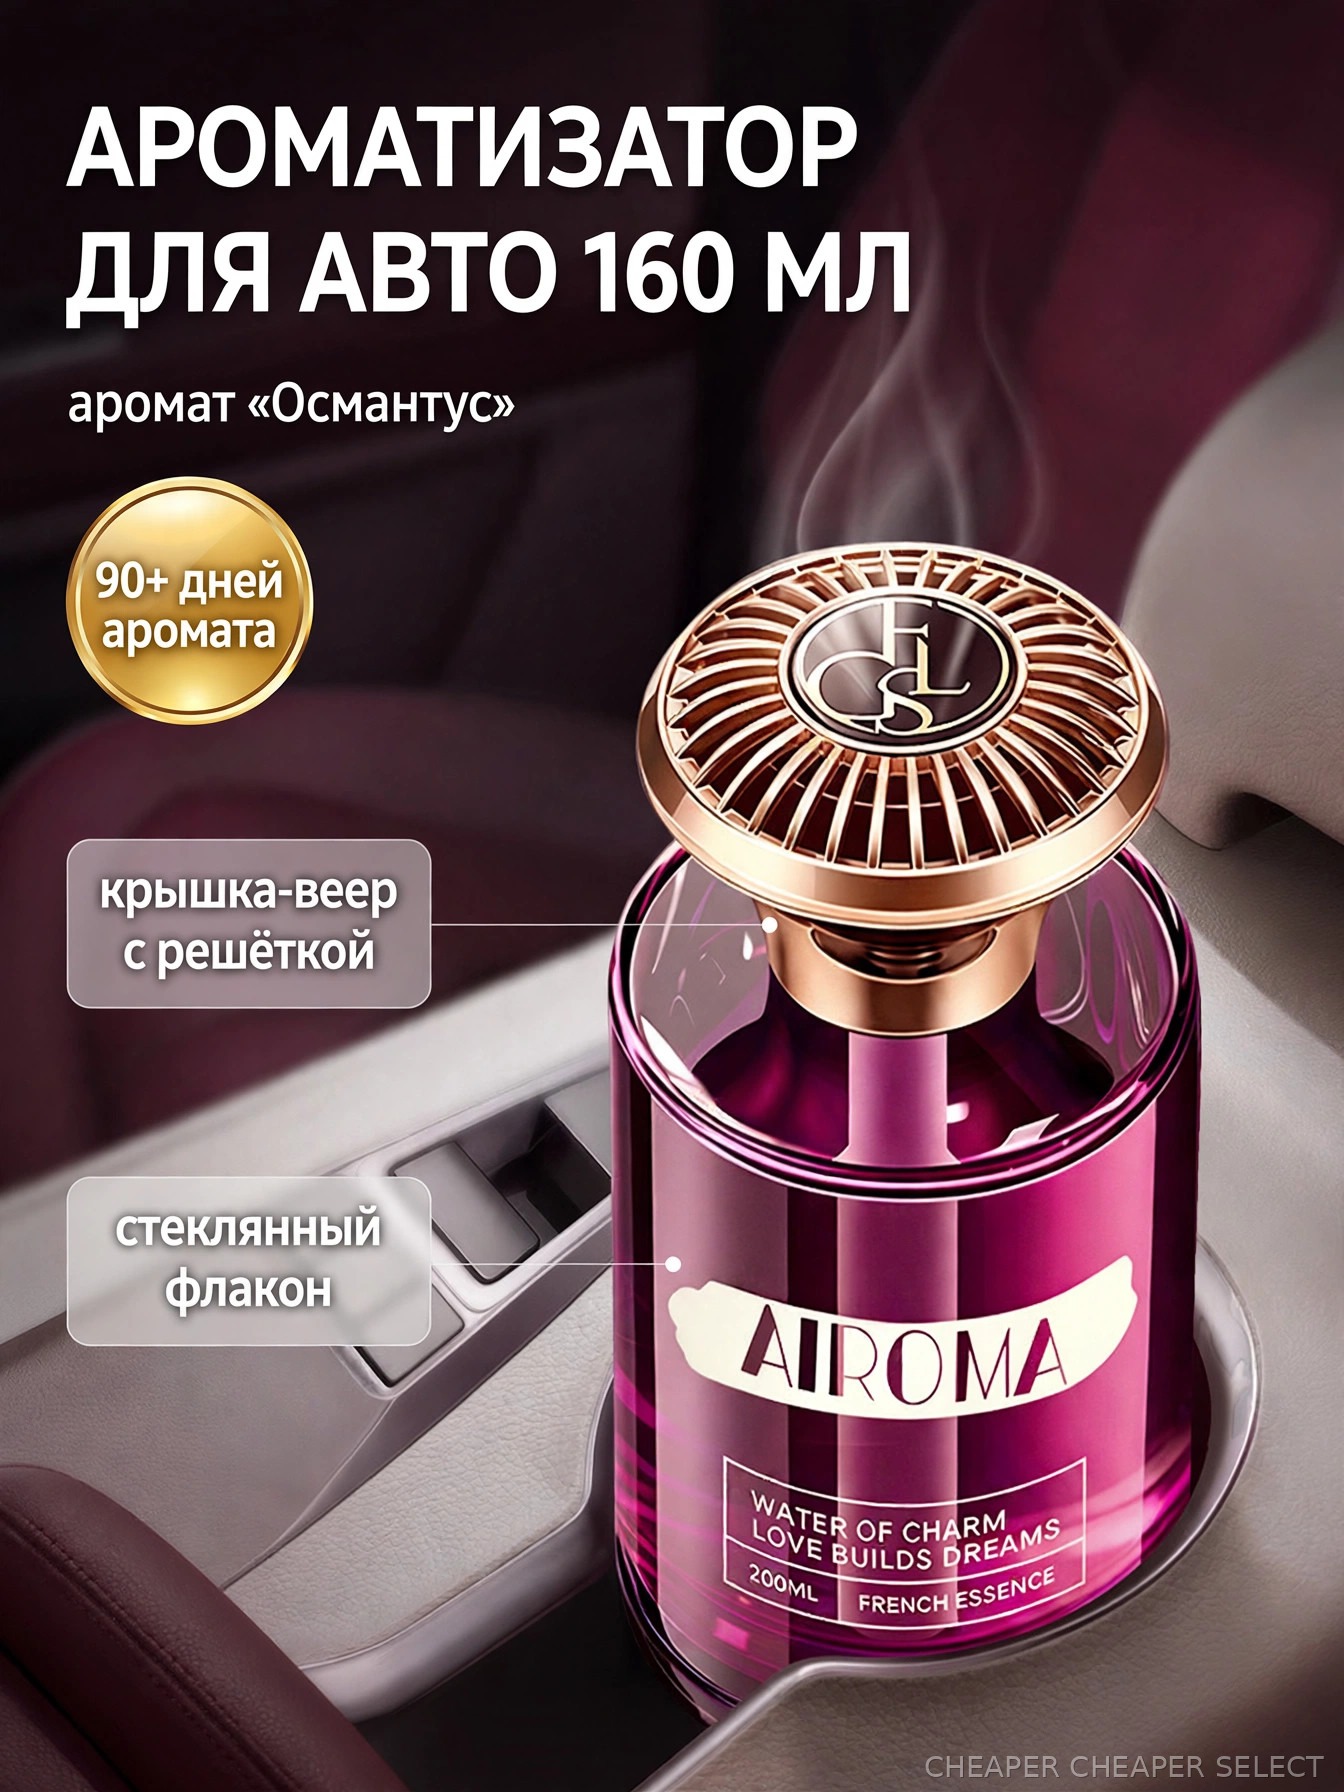 АРОМАТИЗАТОР
ДЛЯ АВТО 160 МЛ
аромат «Османтус»
90+ дней
аромата
крышка-веер
с решёткой
стеклянный
флакон
AIROMA
WATER OF CHARM
LOVE BUILDS DREAMS
200ML FRENCH ESSENCE
CHEAPER CHEAPER SELECT